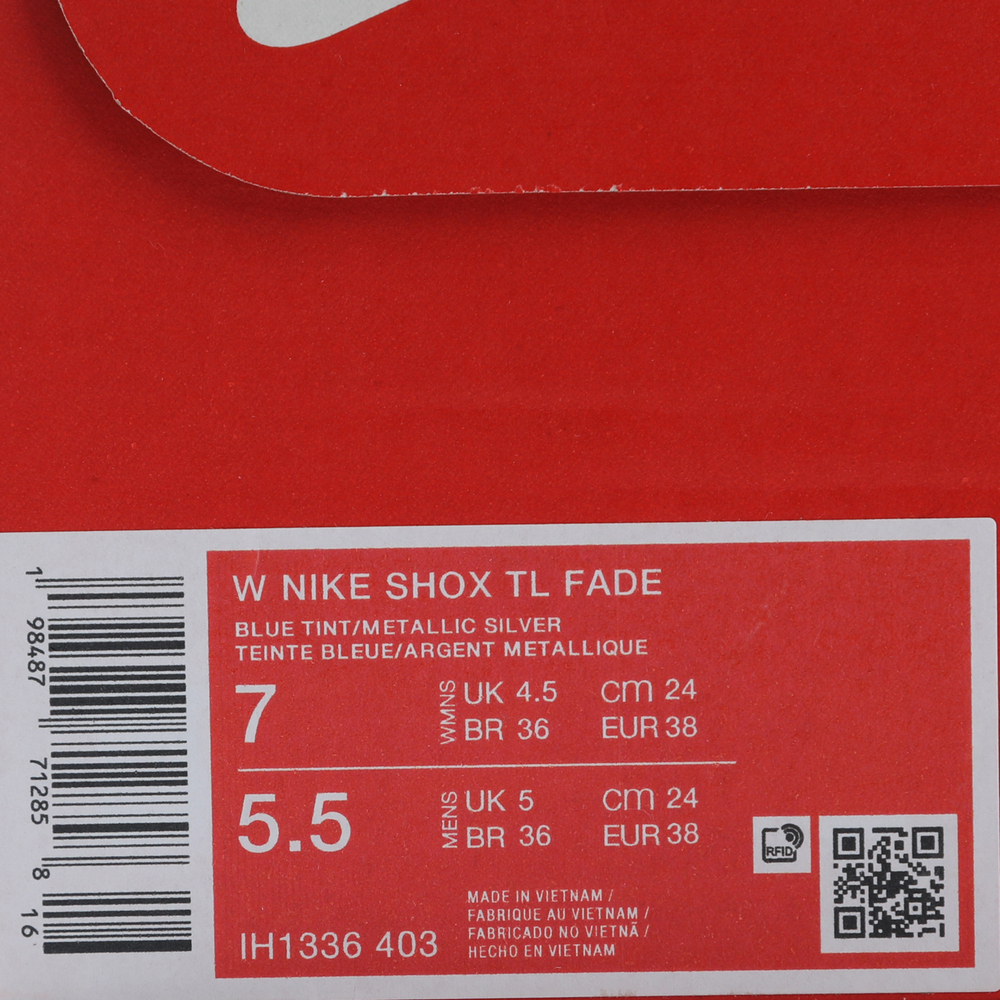 W NIKE SHOX TL FADE
BLUE TINT/METALLIC SILVER
TEINTE BLEUE/ARGENT METALLIQUE
7 WMNS UK 4.5 cm 24
BR 36 EUR 38
5.5 MENS UK 5 cm 24
BR 36 EUR 38
IH1336 403
MADE IN VIETNAM /
FABRIQUE AU VIETNAM /
FABRICADO NO VIETNÃ /
HECHO EN VIETNAM
RFID
1 98487 71285 8 16